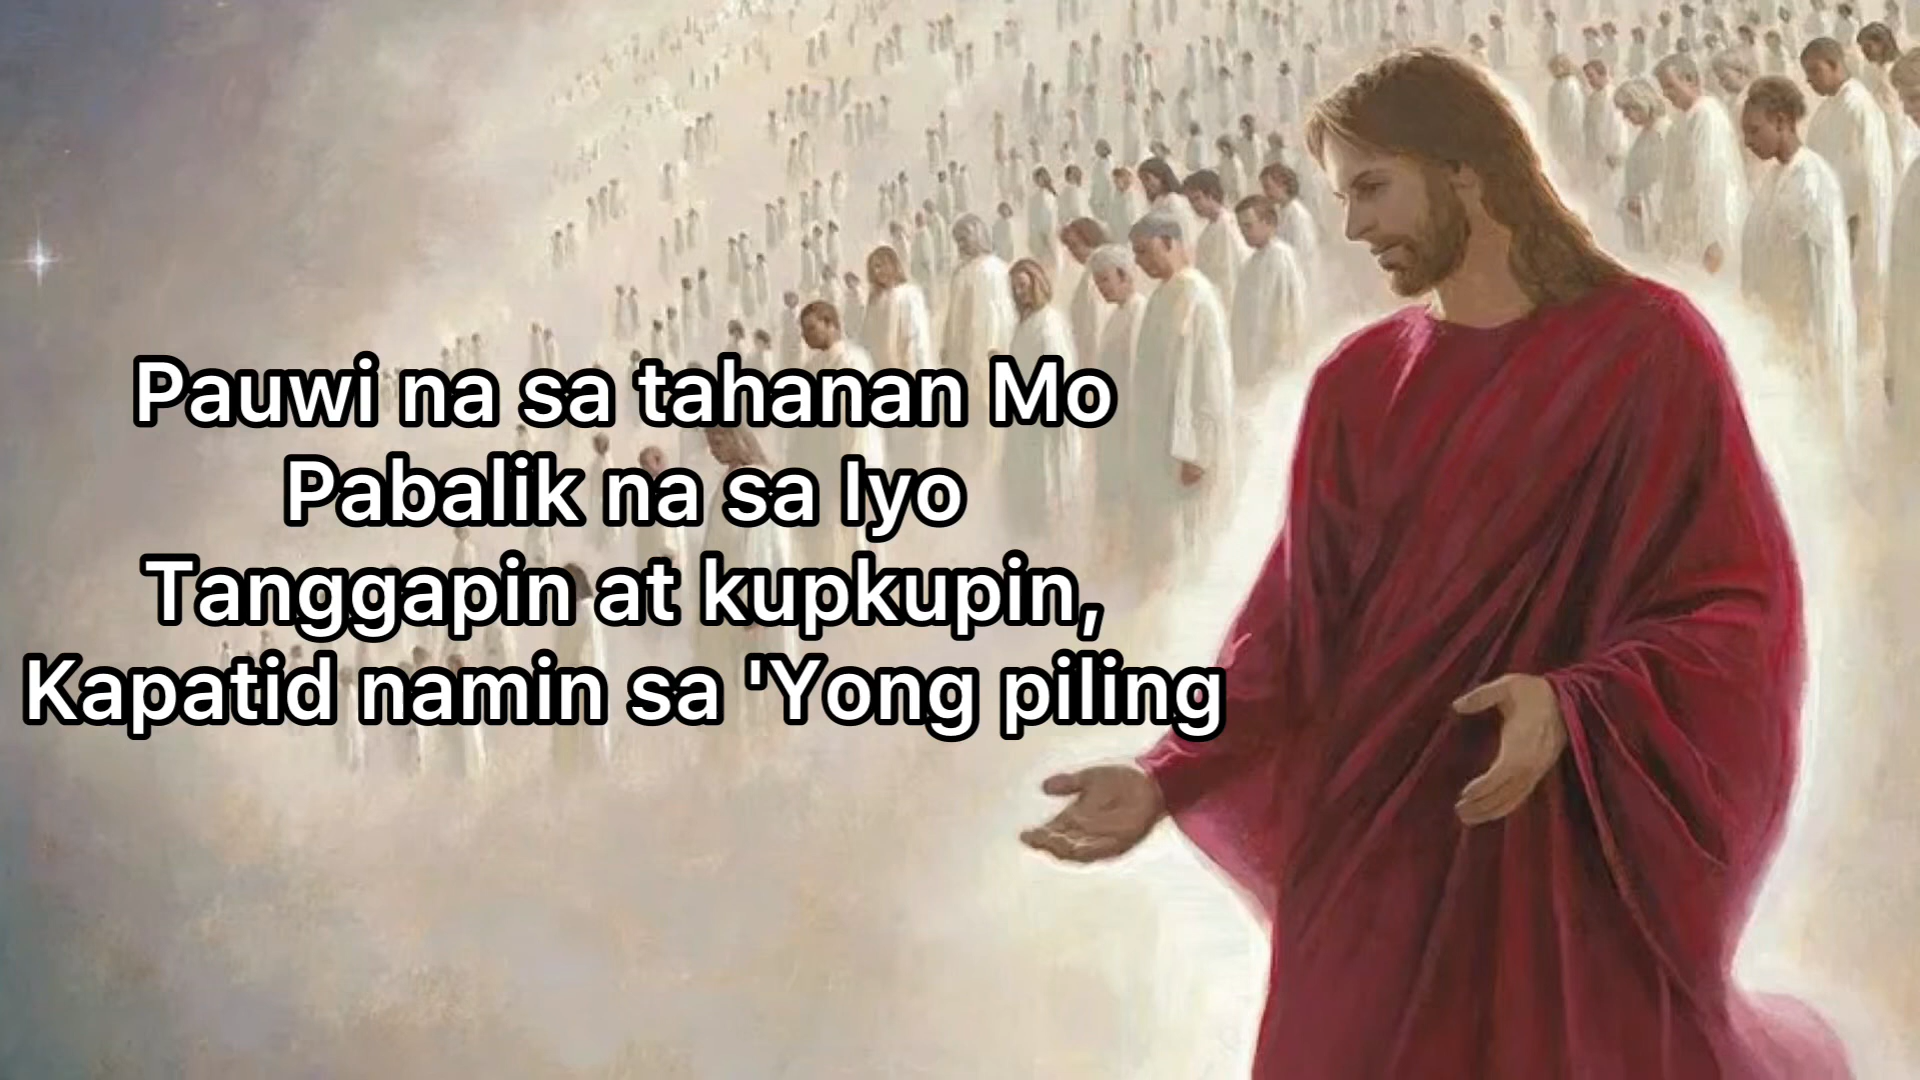 Pauwi na sa tahanan Mo
Pabalik na sa Iyo
Tanggapin at kupkupin,
Kapatid namin sa 'Yong piling